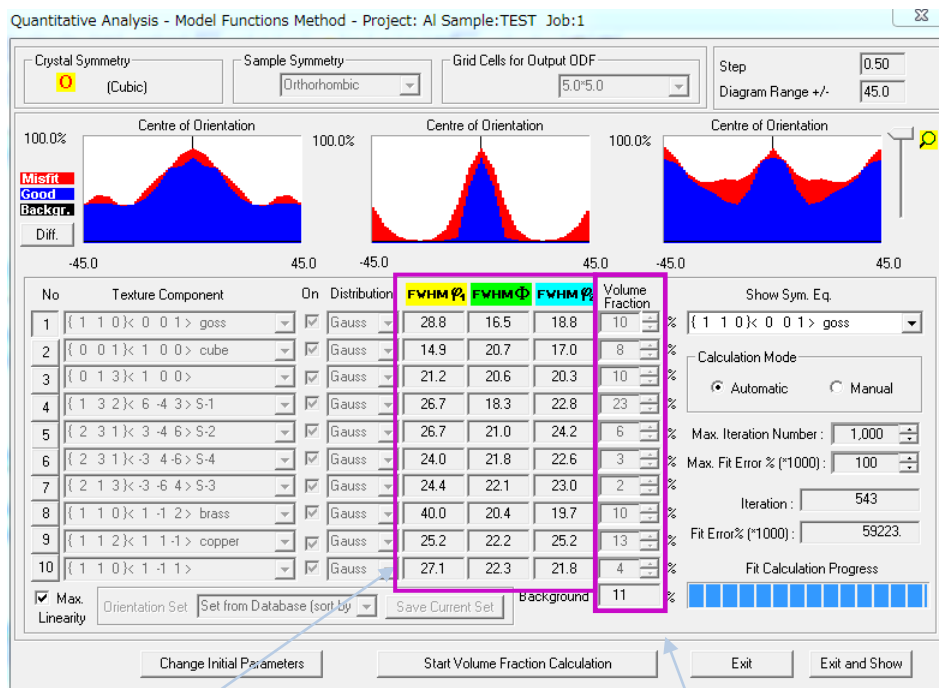 Quantitative Analysis - Model Functions Method - Project: Al Sample:TEST Job:1
Crystal Symmetry
O (Cubic)
Sample Symmetry
Orthorhombic
Grid Cells for Output ODF
5.0*5.0
Step 0.50
Diagram Range +/- 45.0
Centre of Orientation Centre of Orientation Centre of Orientation
100.0% 100.0% 100.0%
Misfit
Good
Backgr.
Diff.
-45.0 45.0 -45.0 45.0 -45.0 45.0
No Texture Component On Distribution FWHM φ1 FWHM Φ FWHM φ2 Volume Fraction
1 { 1 1 0}< 0 0 1> goss Gauss 28.8 16.5 18.8 10 %
2 { 0 0 1}< 1 0 0> cube Gauss 14.9 20.7 17.0 8 %
3 { 0 1 3}< 1 0 0> Gauss 21.2 20.6 20.3 10 %
4 { 1 3 2}< 6 -4 3> S-1 Gauss 26.7 18.3 22.8 23 %
5 { 2 3 1}< 3 -4 6> S-2 Gauss 26.7 21.0 24.2 6 %
6 { 2 3 1}< -3 4 -6> S-4 Gauss 24.0 21.8 22.6 3 %
7 { 2 1 3}< -3 -6 4> S-3 Gauss 24.4 22.1 23.0 2 %
8 { 1 1 0}< 1 -1 2> brass Gauss 40.0 20.4 19.7 10 %
9 { 1 1 2}< 1 1 -1> copper Gauss 25.2 22.2 25.2 13 %
10 { 1 1 0}< 1 -1 1> Gauss 27.1 22.3 21.8 4 %
Max. Linearity
Orientation Set Set from Database (sort by Save Current Set
Background 11 %
Show Sym. Eq.
{ 1 1 0}< 0 0 1> goss
Calculation Mode
Automatic Manual
Max. Iteration Number : 1,000
Max. Fit Error % (*1000) : 100
Iteration : 543
Fit Error% (*1000) : 59223.
Fit Calculation Progress
Change Initial Parameters Start Volume Fraction Calculation Exit Exit and Show